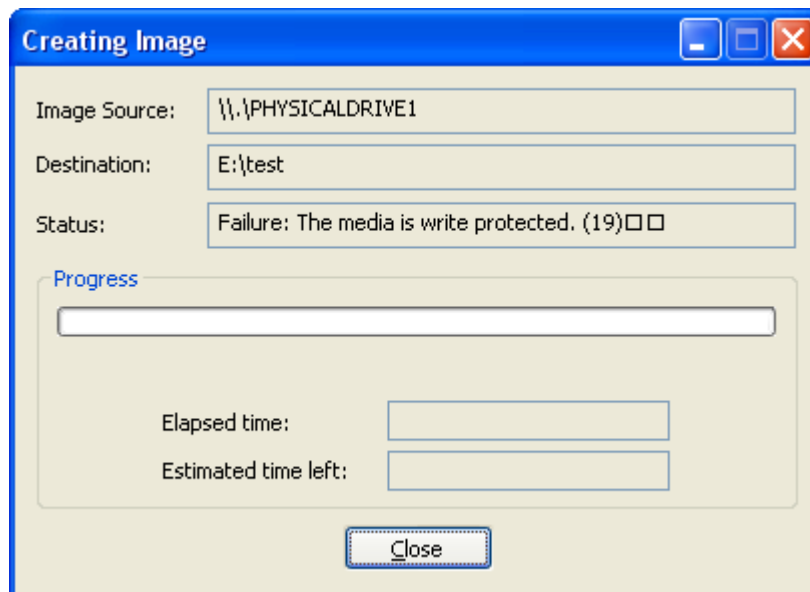 Creating Image
Image Source: \\.\PHYSICALDRIVE1
Destination: E:\test
Status: Failure: The media is write protected. (19)□□
Progress
Elapsed time:
Estimated time left:
Close